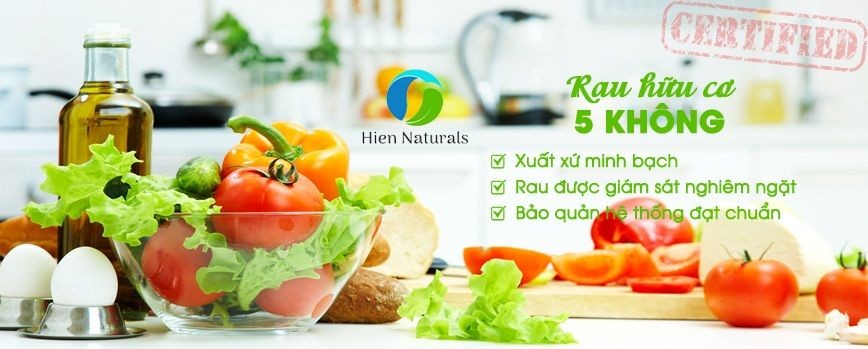 CERTIFIED
Hien Naturals
Rau hữu cơ
5 KHÔNG
Xuất xứ minh bạch
Rau được giám sát nghiêm ngặt
Bảo quản hệ thống đạt chuẩn